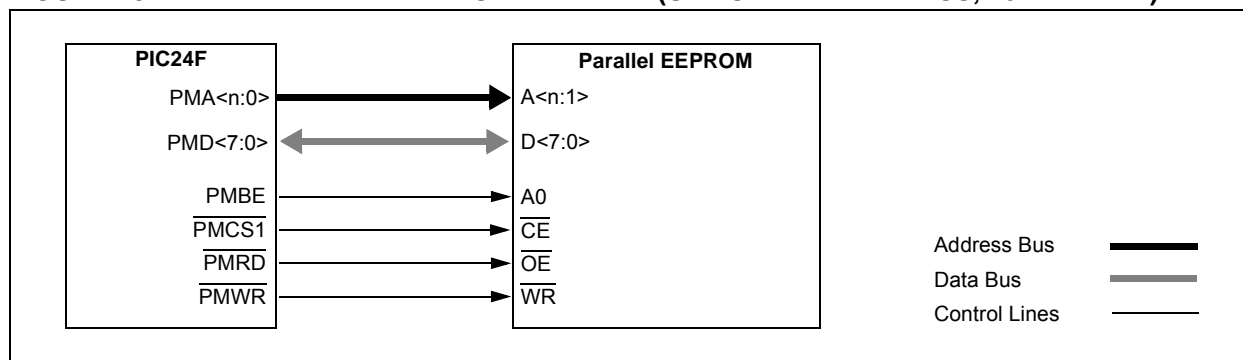 PIC24F
Parallel EEPROM
PMA<n:0>
A<n:1>
PMD<7:0>
D<7:0>
PMBE
A0
PMCS1
CE
PMRD
OE
PMWR
WR
Address Bus
Data Bus
Control Lines